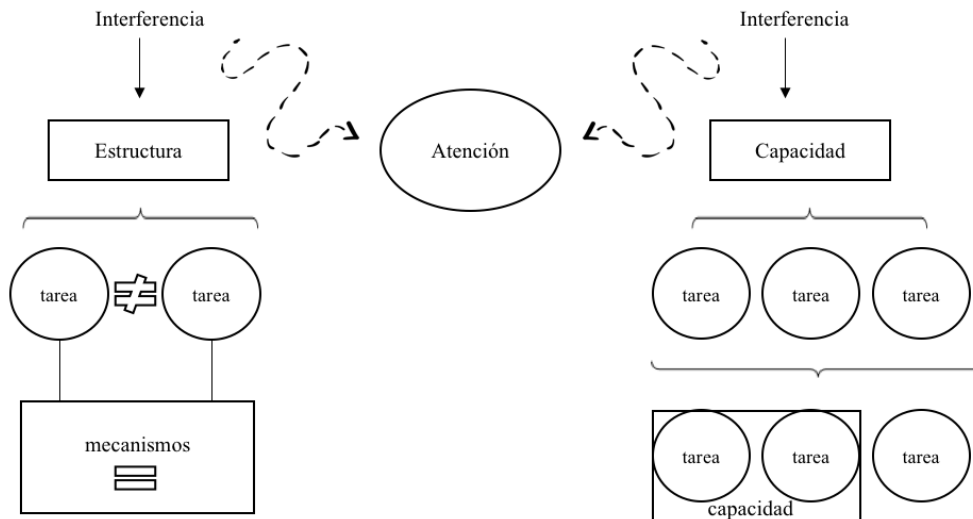 Interferencia
Interferencia
Estructura
Atención
Capacidad
tarea
≠
tarea
tarea
tarea
tarea
mecanismos
=
tarea
tarea
tarea
capacidad